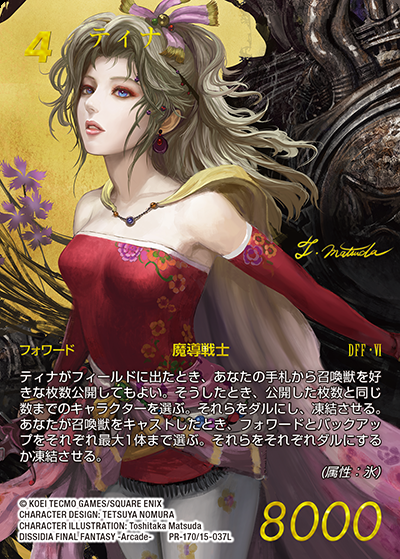 4 ティナ
T. Matsuda
フォワード 魔導戦士 DFF・VI
ティナがフィールドに出たとき、あなたの手札から召喚獣を好
きな枚数公開してもよい。そうしたとき、公開した枚数と同じ
数までのキャラクターを選ぶ。それらをダルにし、凍結させる。
あなたが召喚獣をキャストしたとき、フォワードとバックアッ
プをそれぞれ最大1体まで選ぶ。それらをそれぞれダルにする
か凍結させる。
(属性：氷)
© KOEI TECMO GAMES/SQUARE ENIX
CHARACTER DESIGN: TETSUYA NOMURA
CHARACTER ILLUSTRATION: Toshitaka Matsuda
DISSIDIA FINAL FANTASY -Arcade- PR-170/15-037L
8000